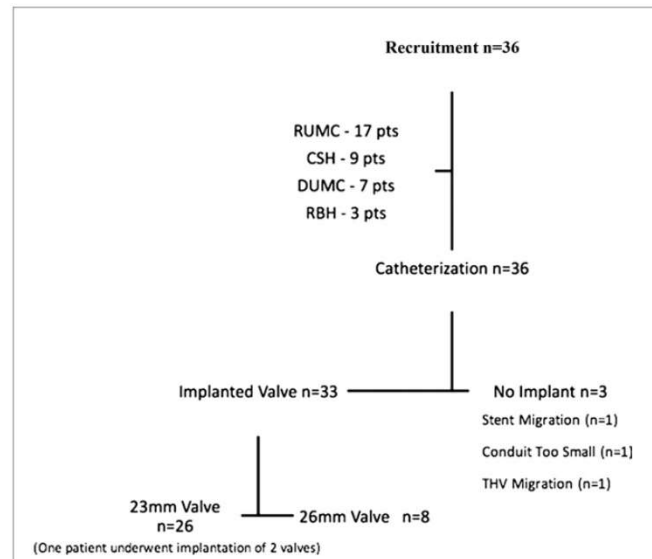 Recruitment n=36
RUMC - 17 pts
CSH - 9 pts
DUMC - 7 pts
RBH - 3 pts
Catheterization n=36
Implanted Valve n=33
No Implant n=3
Stent Migration (n=1)
Conduit Too Small (n=1]
THV Migration (n=1)
23mm Valve
n=26
26mm Valve n=8
(One patient underwent implantation of 2 valves)